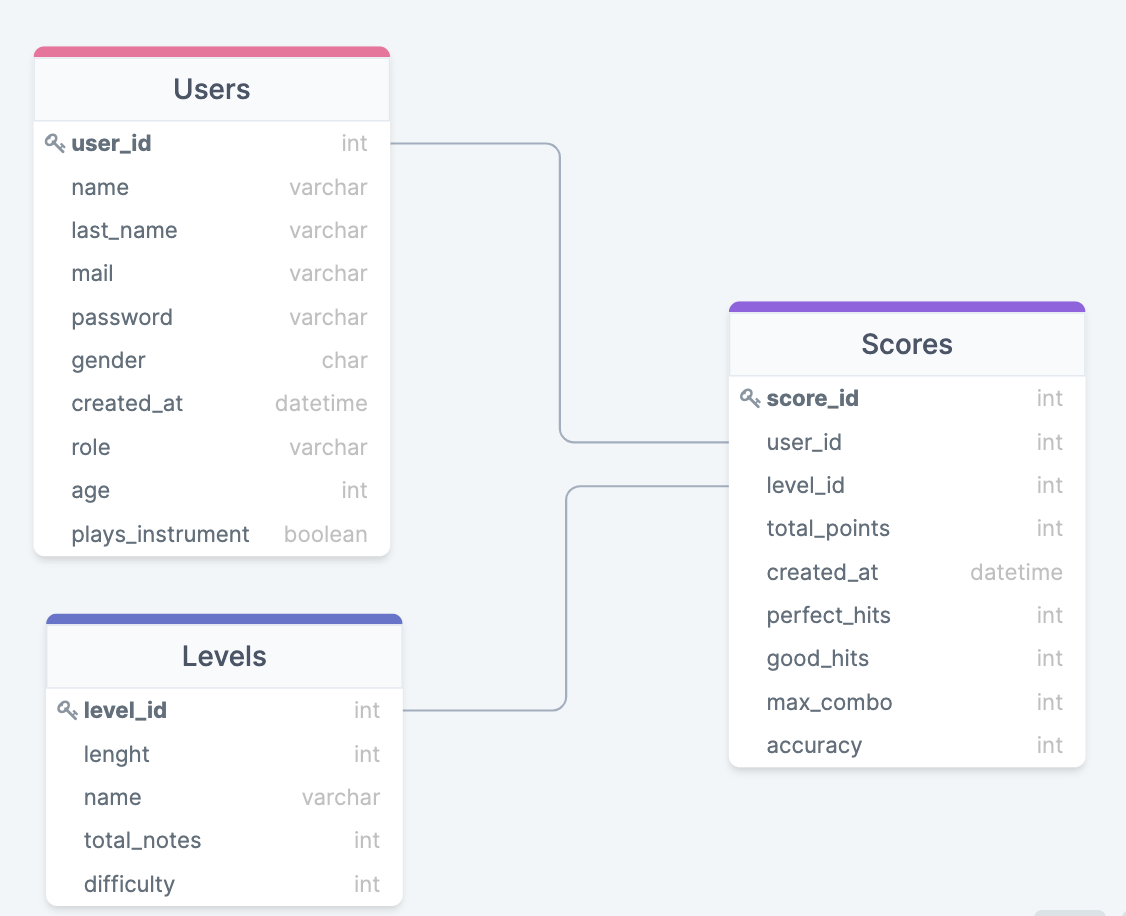 Users
user_id int
name varchar
last_name varchar
mail varchar
password varchar
gender char
created_at datetime
role varchar
age int
plays_instrument boolean
Levels
level_id int
lenght int
name varchar
total_notes int
difficulty int
Scores
score_id int
user_id int
level_id int
total_points int
created_at datetime
perfect_hits int
good_hits int
max_combo int
accuracy int